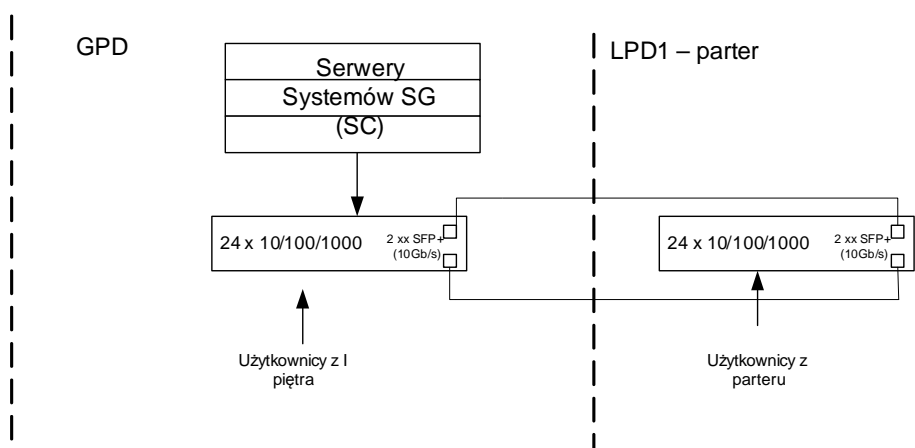 GPD
LPD1 – parter
Serwery
Systemów SG
(SC)
24 x 10/100/1000
2 xx SFP+
(10Gb/s)
24 x 10/100/1000
2 xx SFP+
(10Gb/s)
Użytkownicy z I
piętra
Użytkownicy z
parteru